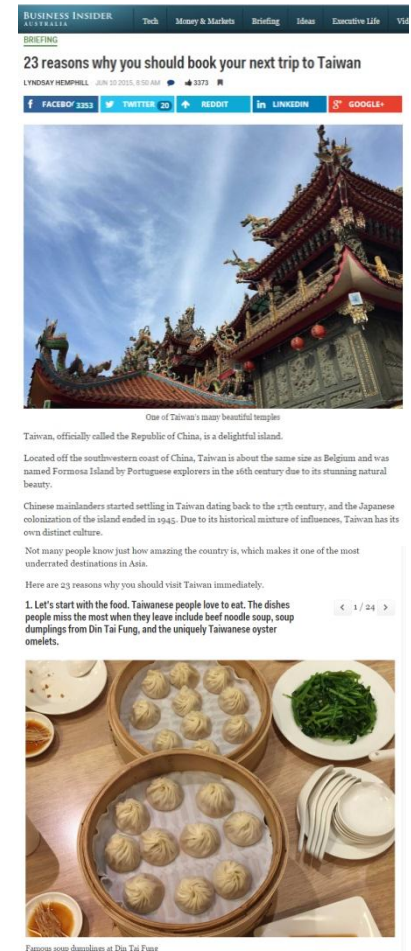 BUSINESS INSIDER
AUSTRALIA
Tech Money & Markets Briefing Ideas Executive Life Vid
BRIEFING
23 reasons why you should book your next trip to Taiwan
LYNDSAY HEMPHILL JUN 10 2015, 8:50 AM 3373
FACEBO 3353 TWITTER 20 REDDIT LINKEDIN GOOGLE+
One of Taiwan's many beautiful temples
Taiwan, officially called the Republic of China, is a delightful island.
Located off the southwestern coast of China, Taiwan is about the same size as Belgium and was
named Formosa Island by Portuguese explorers in the 16th century due to its stunning natural
beauty.
Chinese mainlanders started settling in Taiwan dating back to the 17th century, and the Japanese
colonization of the island ended in 1945. Due to its historical mixture of influences, Taiwan has its
own distinct culture.
Not many people know just how amazing the country is, which makes it one of the most
underrated destinations in Asia.
Here are 23 reasons why you should visit Taiwan immediately.
1. Let's start with the food. Taiwanese people love to eat. The dishes
people miss the most when they leave include beef noodle soup, soup
dumplings from Din Tai Fung, and the uniquely Taiwanese oyster
omelets.
< 1 / 24 >
Famous soup dumplings at Din Tai Fung